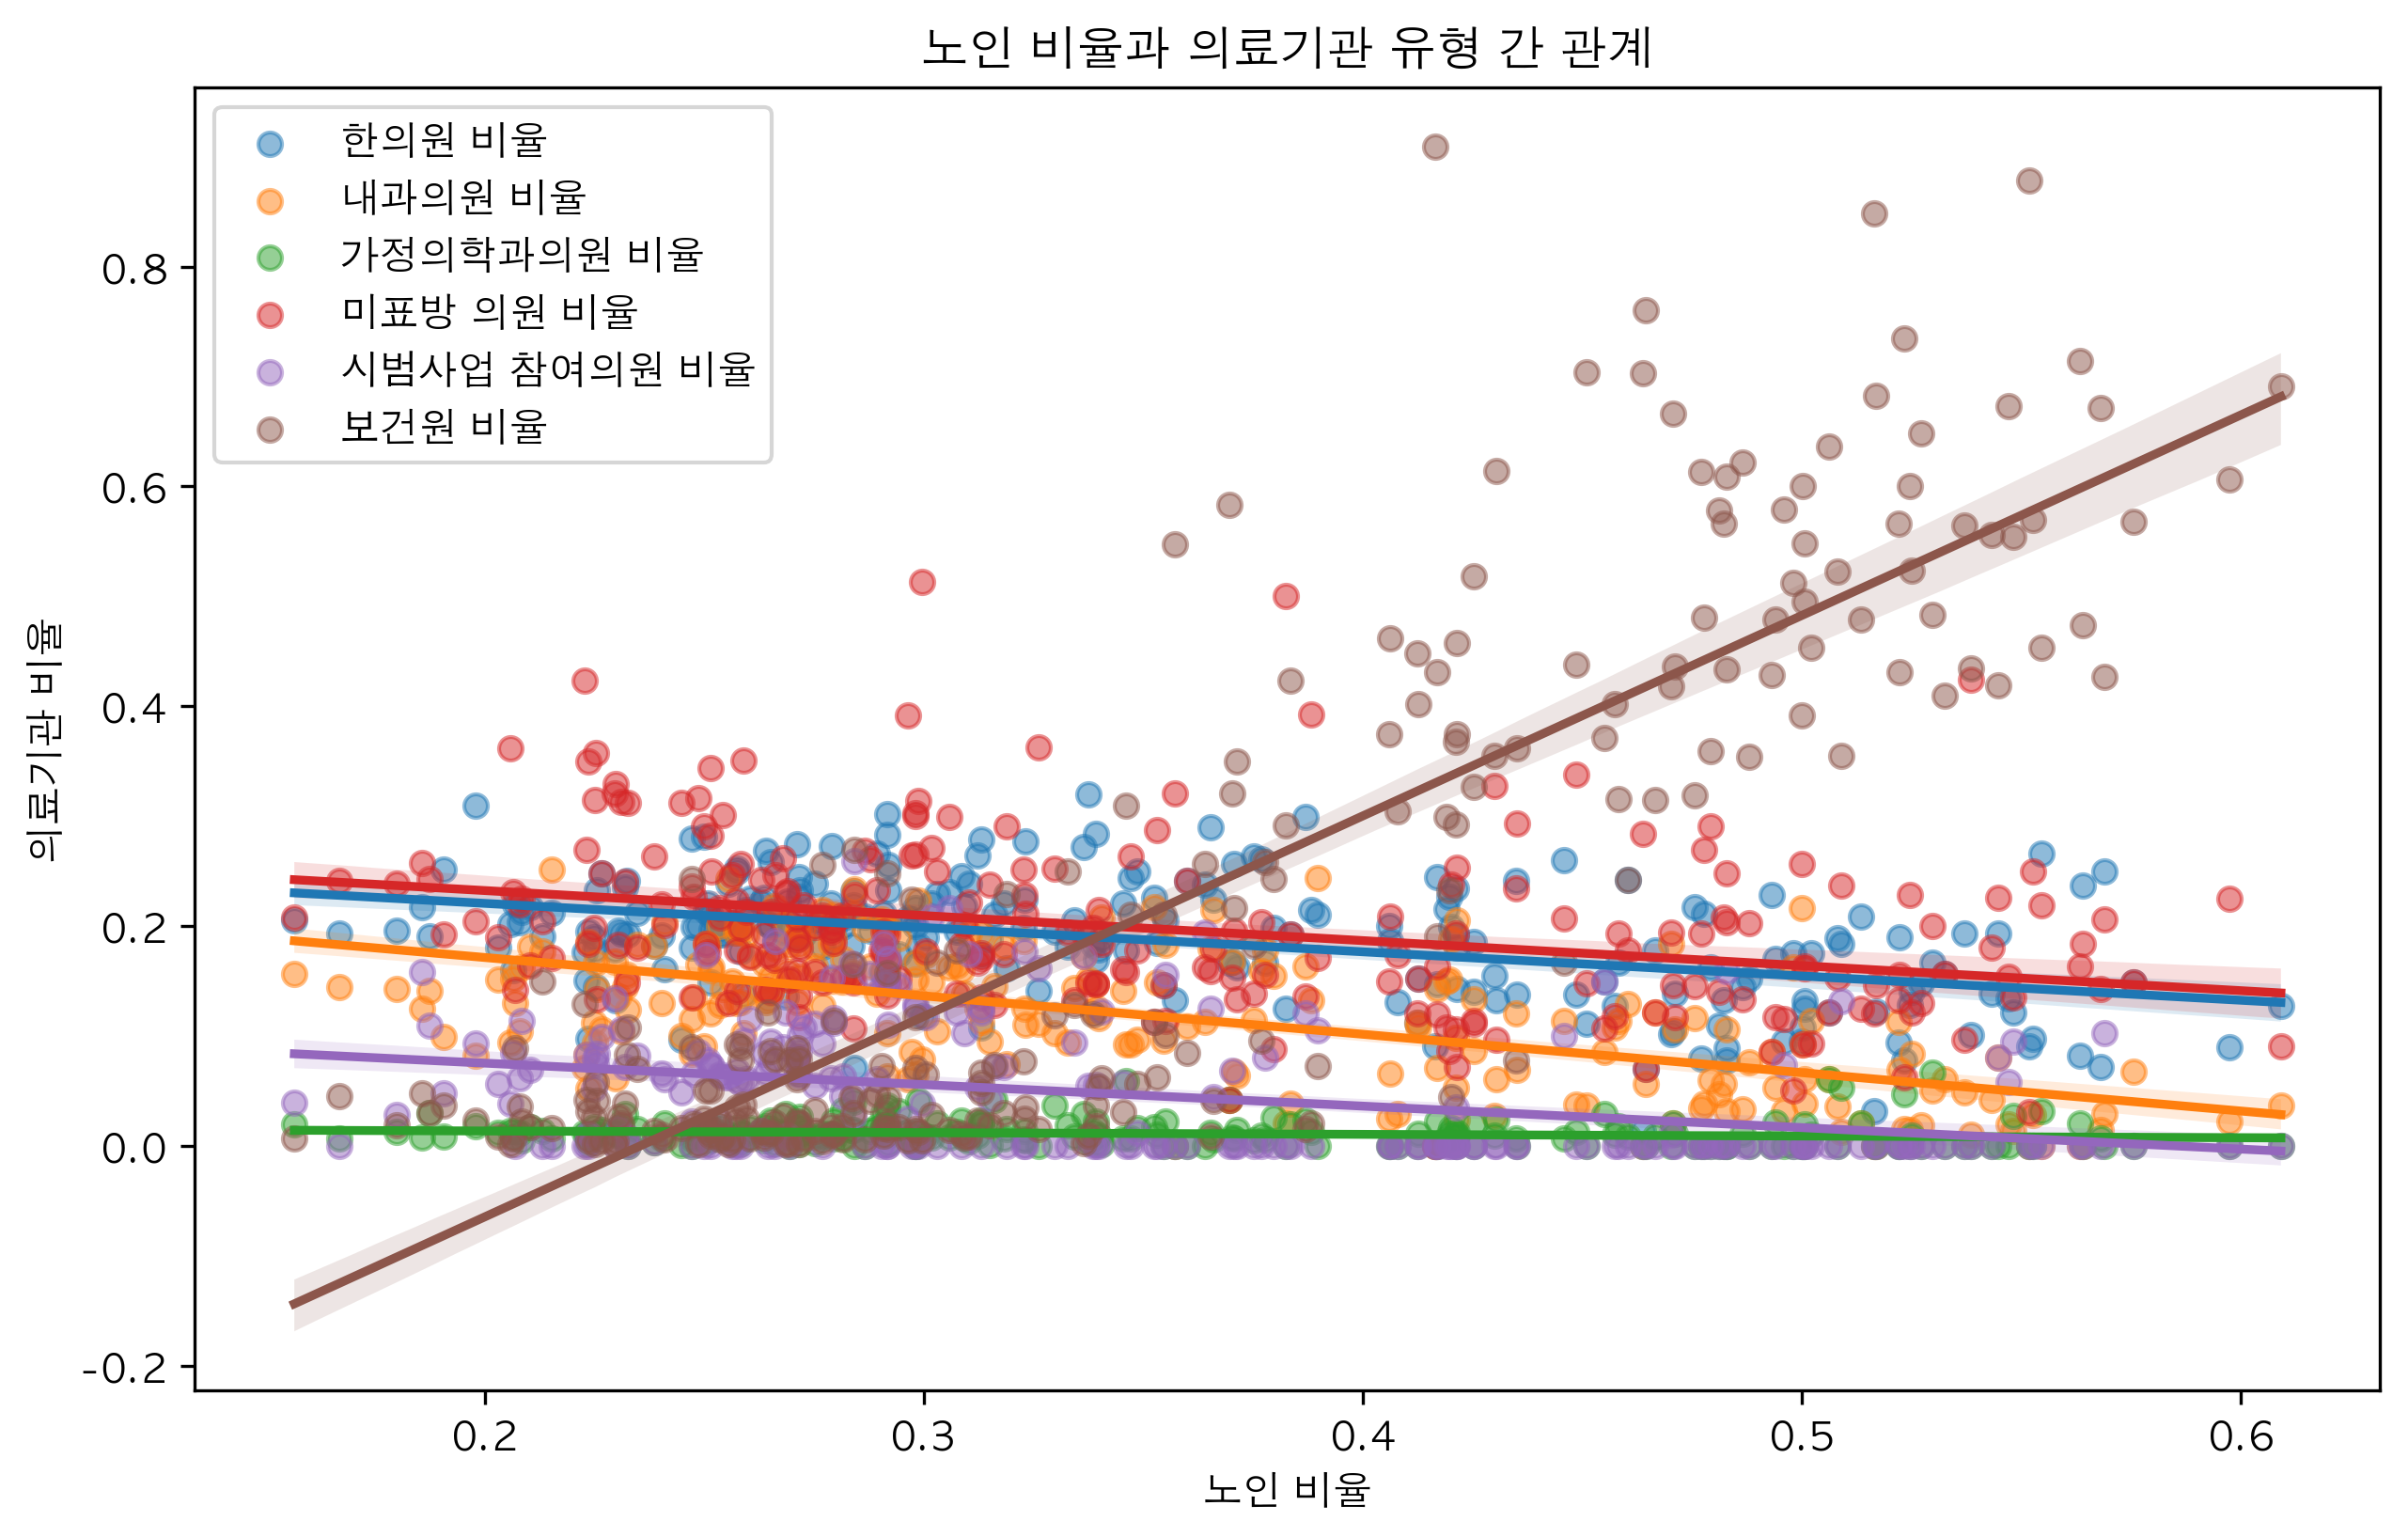 노인 비율과 의료기관 유형 간 관계
한의원 비율
내과의원 비율
가정의학과의원 비율
미표방 의원 비율
시범사업 참여의원 비율
보건원 비율
의료기관 비율
0.8
0.6
0.4
0.2
0.0
-0.2
0.2 0.3 0.4 0.5 0.6
노인 비율